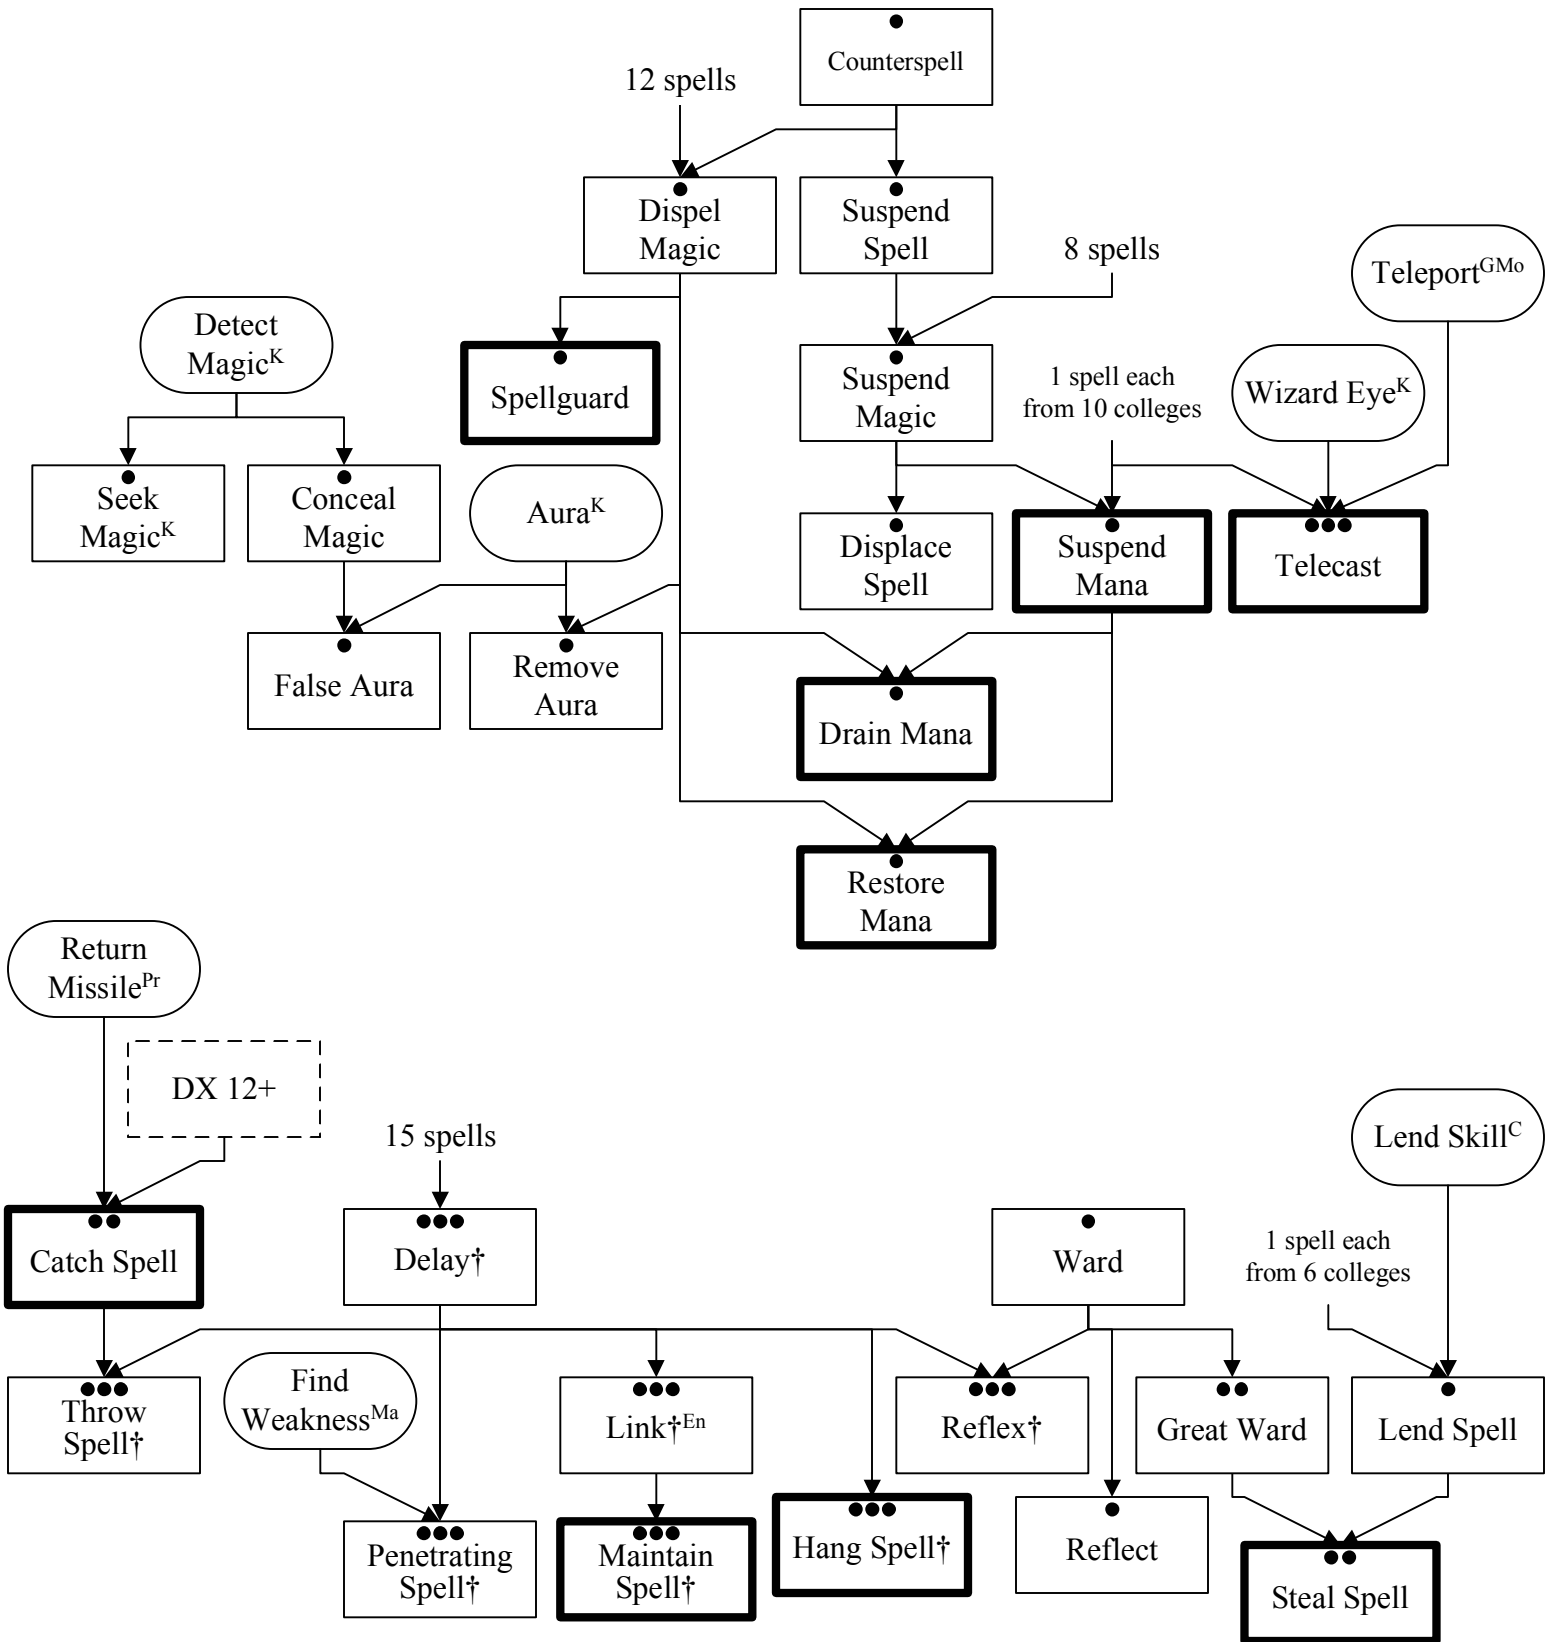 Counterspell
12 spells
Dispel
Magic
Suspend
Spell
8 spells
Teleport^GMo
Detect
Magic^K
Spellguard
Suspend
Magic
1 spell each
from 10 colleges
Wizard Eye^K
Seek
Magic^K
Conceal
Magic
Aura^K
Displace
Spell
Suspend
Mana
Telecast
False Aura
Remove
Aura
Drain Mana
Restore
Mana
Return
Missile^Pr
DX 12+
15 spells
Lend Skill^C
Catch Spell
Delay†
Ward
1 spell each
from 6 colleges
Throw
Spell†
Find
Weakness^Ma
Link†^En
Reflex†
Great Ward
Lend Spell
Penetrating
Spell†
Maintain
Spell†
Hang Spell†
Reflect
Steal Spell